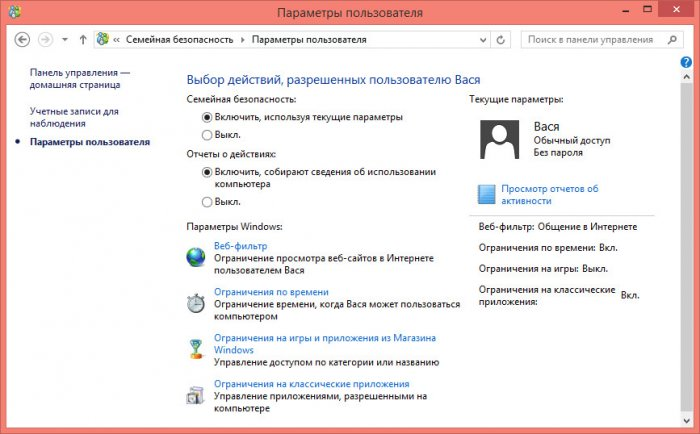 Параметры пользователя
« Семейная безопасность ▸ Параметры пользователя
Поиск в панели управления
Панель управления —
домашняя страница
Учетные записи для
наблюдения
Параметры пользователя
Выбор действий, разрешенных пользователю Вася
Семейная безопасность:
Включить, используя текущие параметры
Выкл.
Отчеты о действиях:
Включить, собирают сведения об использовании
компьютера
Выкл.
Параметры Windows:
Веб-фильтр
Ограничение просмотра веб-сайтов в Интернете
пользователем Вася
Ограничения по времени
Ограничение времени, когда Вася может пользоваться
компьютером
Ограничения на игры и приложения из Магазина
Windows
Управление доступом по категории или названию
Ограничения на классические приложения
Управление приложениями, разрешенными на
компьютере
Текущие параметры:
Вася
Обычный доступ
Без пароля
Просмотр отчетов об
активности
Веб-фильтр: Общение в Интернете
Ограничения по времени: Вкл.
Ограничения на игры: Выкл.
Ограничения на классические
приложения: Вкл.